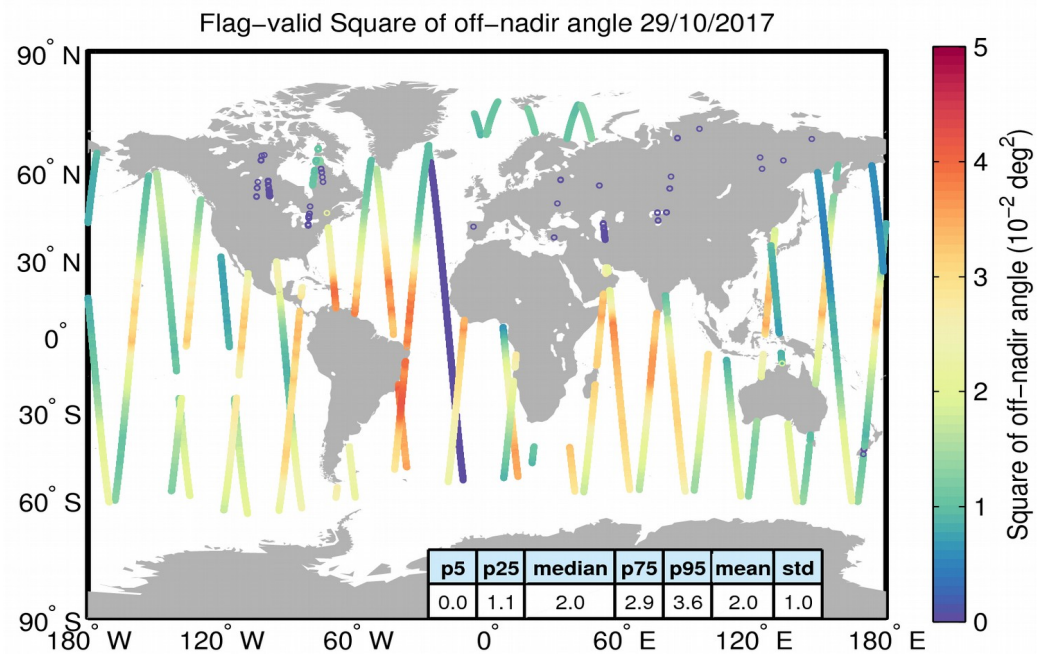 Flag−valid Square of off−nadir angle 29/10/2017
90° N
60° N
30° N
0°
30° S
60° S
90° S
180° W
120° W
60° W
0°
60° E
120° E
180° E
p5 p25 median p75 p95 mean std
0.0 1.1 2.0 2.9 3.6 2.0 1.0
5
4
3
2
1
0
Square of off−nadir angle (10⁻² deg²)